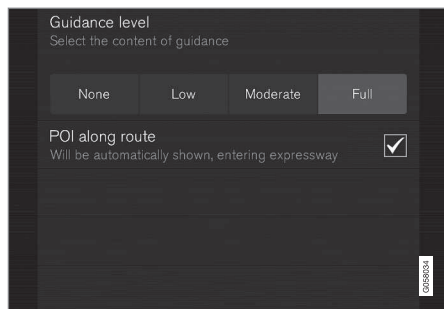 Guidance level
Select the content of guidance
None Low Moderate Full
POI along route
Will be automatically shown, entering expressway
G058034